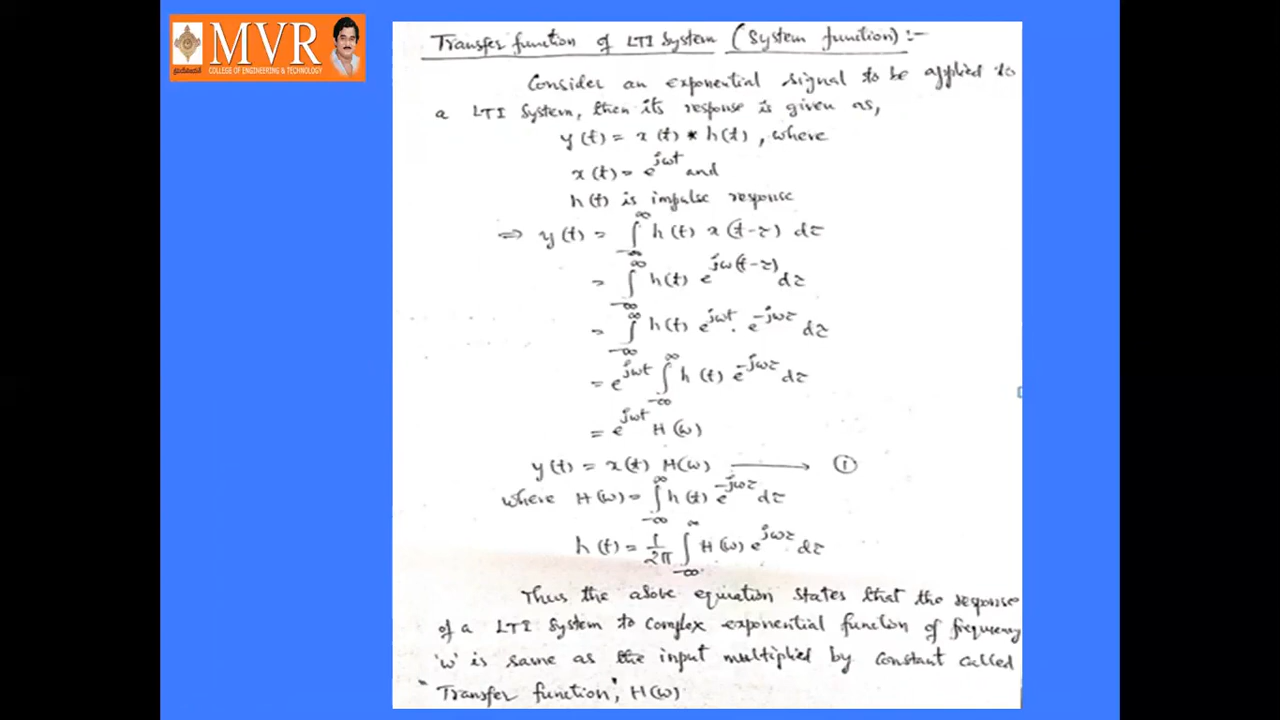 MVR
COLLEGE OF ENGINEERING & TECHNOLOGY
Transfer function of LTI System (System function) :-
Consider an exponential signal to be applied to
a LTI System, then its response is given as,
y(t) = x(t) * h(t), where
x(t) = e^{jωt} and
h(t) is impulse response
⇒ y(t) = ∫_{-∞}^{∞} h(t) x(t-τ) dτ
= ∫_{-∞}^{∞} h(t) e^{jω(t-τ)} dτ
= ∫_{-∞}^{∞} h(t) e^{jωt} . e^{-jωτ} dτ
= e^{jωt} ∫_{-∞}^{∞} h(t) e^{-jωτ} dτ
= e^{jωt} H(ω)
y(t) = x(t) H(ω) ⟶ ①
where H(ω) = ∫_{-∞}^{∞} h(t) e^{-jωτ} dτ
h(t) = 1/2π ∫_{-∞}^{∞} H(ω) e^{jωτ} dτ
Thus the above equation states that the response
of a LTI System to Complex exponential function of frequency
'ω' is same as the input multiplied by constant called
"Transfer function", H(ω)